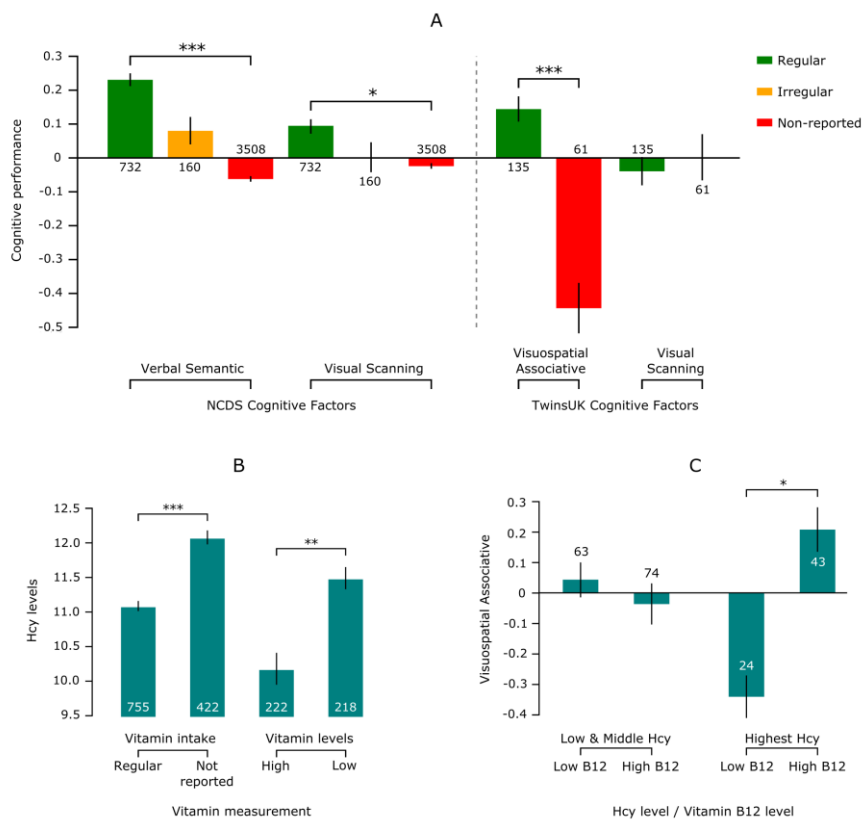 A
***
*
***
Regular
Irregular
Non-reported
Cognitive performance
0.3
0.2
0.1
0
-0.1
-0.2
-0.3
-0.4
-0.5
732
160
3508
732
160
3508
135
61
135
61
Verbal Semantic
Visual Scanning
Visuospatial
Associative
Visual
Scanning
NCDS Cognitive Factors
TwinsUK Cognitive Factors
B
***
**
Hcy levels
12.5
12.0
11.5
11.0
10.5
10.0
9.5
755
422
222
218
Vitamin intake
Vitamin levels
Regular
Not
reported
High
Low
Vitamin measurement
C
*
Visuospatial Associative
0.3
0.2
0.1
0
-0.1
-0.2
-0.3
-0.4
63
74
24
43
Low & Middle Hcy
Highest Hcy
Low B12
High B12
Low B12
High B12
Hcy level / Vitamin B12 level